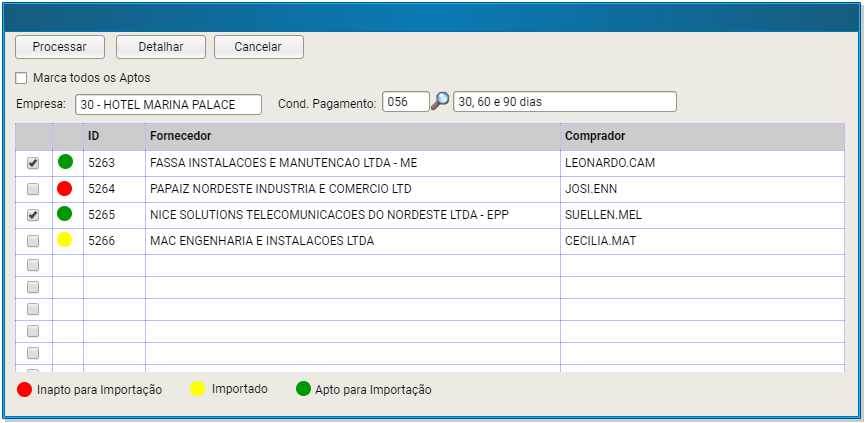 Processar Detalhar Cancelar
Marca todos os Aptos
Empresa: 30 - HOTEL MARINA PALACE Cond. Pagamento: 056 30, 60 e 90 dias
ID Fornecedor Comprador
5263 FASSA INSTALACOES E MANUTENCAO LTDA - ME LEONARDO.CAM
5264 PAPAIZ NORDESTE INDUSTRIA E COMERCIO LTD JOSI.ENN
5265 NICE SOLUTIONS TELECOMUNICACOES DO NORDESTE LTDA - EPP SUELLEN.MEL
5266 MAC ENGENHARIA E INSTALACOES LTDA CECILIA.MAT
Inapto para Importação Importado Apto para Importação